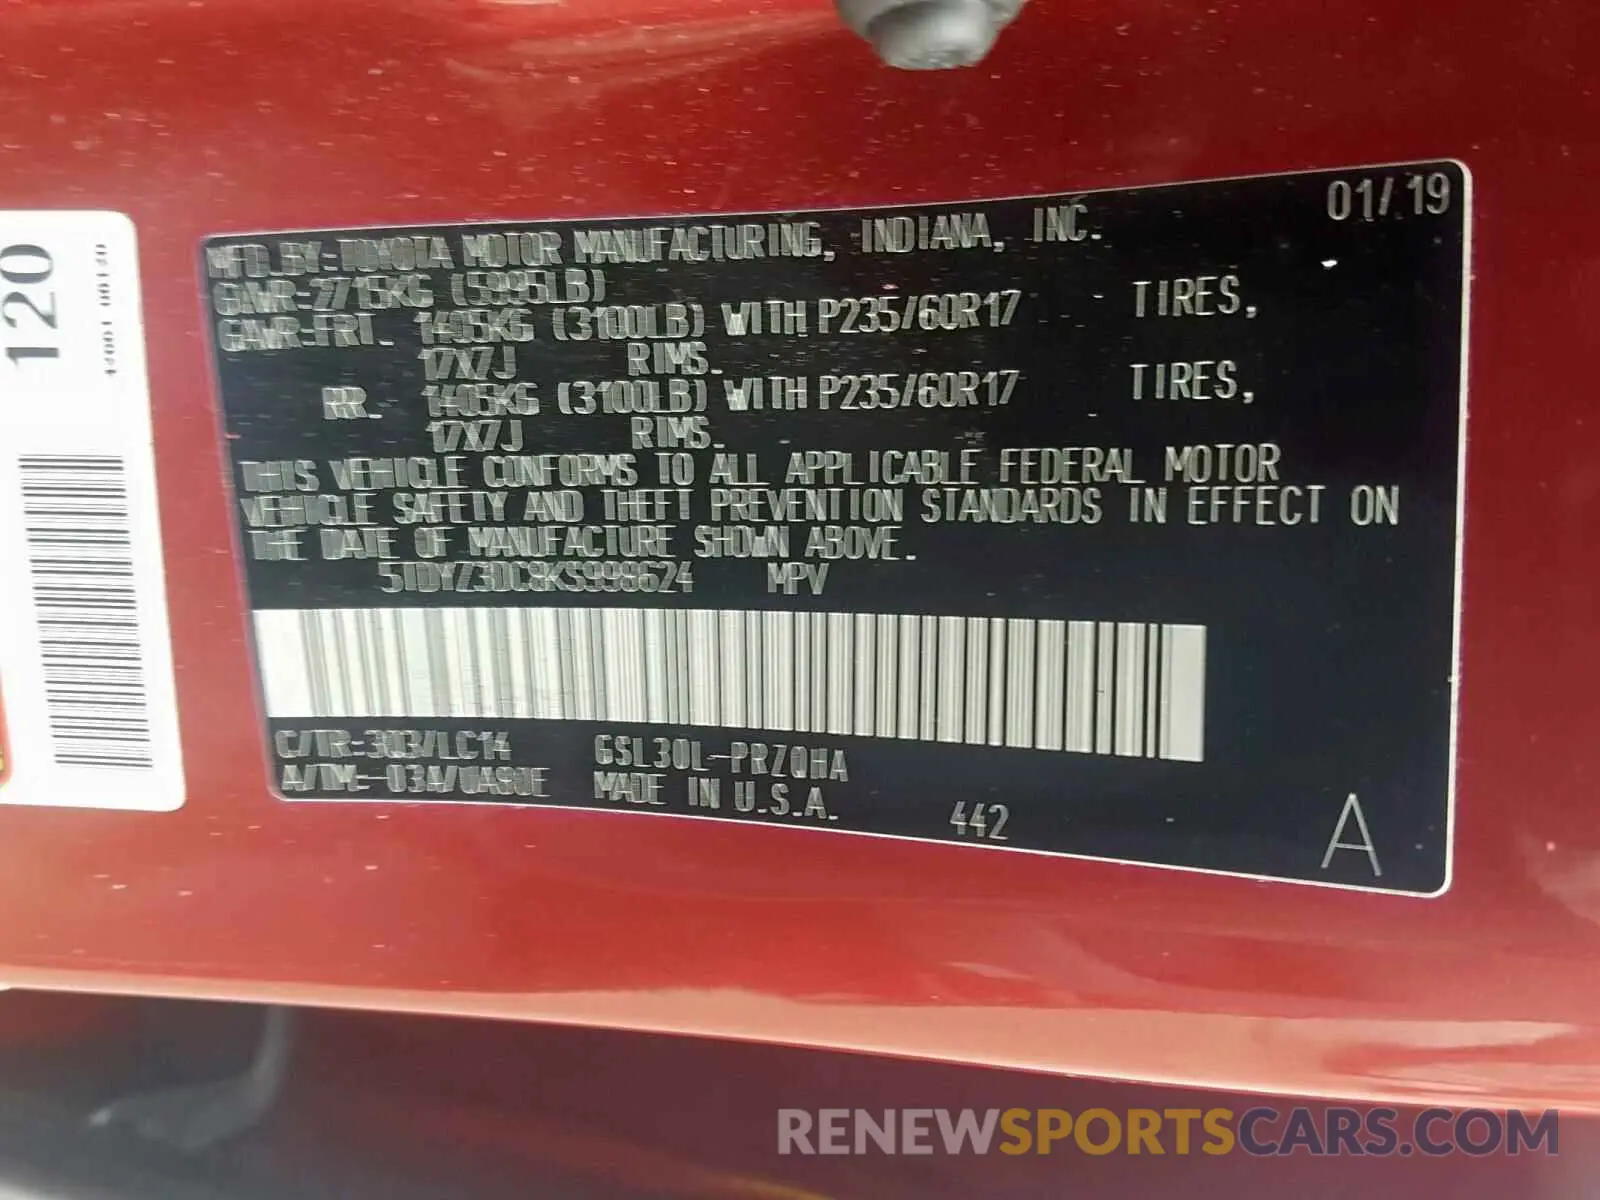 01/19
MFD.BY:TOYOTA MOTOR MANUFACTURING, INDIANA, INC.
2715KG (5995LB)
GAWR-FRT. 1405KG (3100LB) WITH P235/60R17 TIRES,
17X7J RIMS.
RR. 1405KG (3100LB) WITH P235/60R17 TIRES,
17X7J RIMS.
THIS VEHICLE CONFORMS TO ALL APPLICABLE FEDERAL MOTOR
VEHICLE SAFETY AND THEFT PREVENTION STANDARDS IN EFFECT ON
THE DATE OF MANUFACTURE SHOWN ABOVE.
5TDYZ3DC8KS998624 MPV
C/TR:3Q3/LC14 GSL30L-PRZQHA
MADE IN U.S.A.
442
A
120
RENEWSPORTSCARS.COM